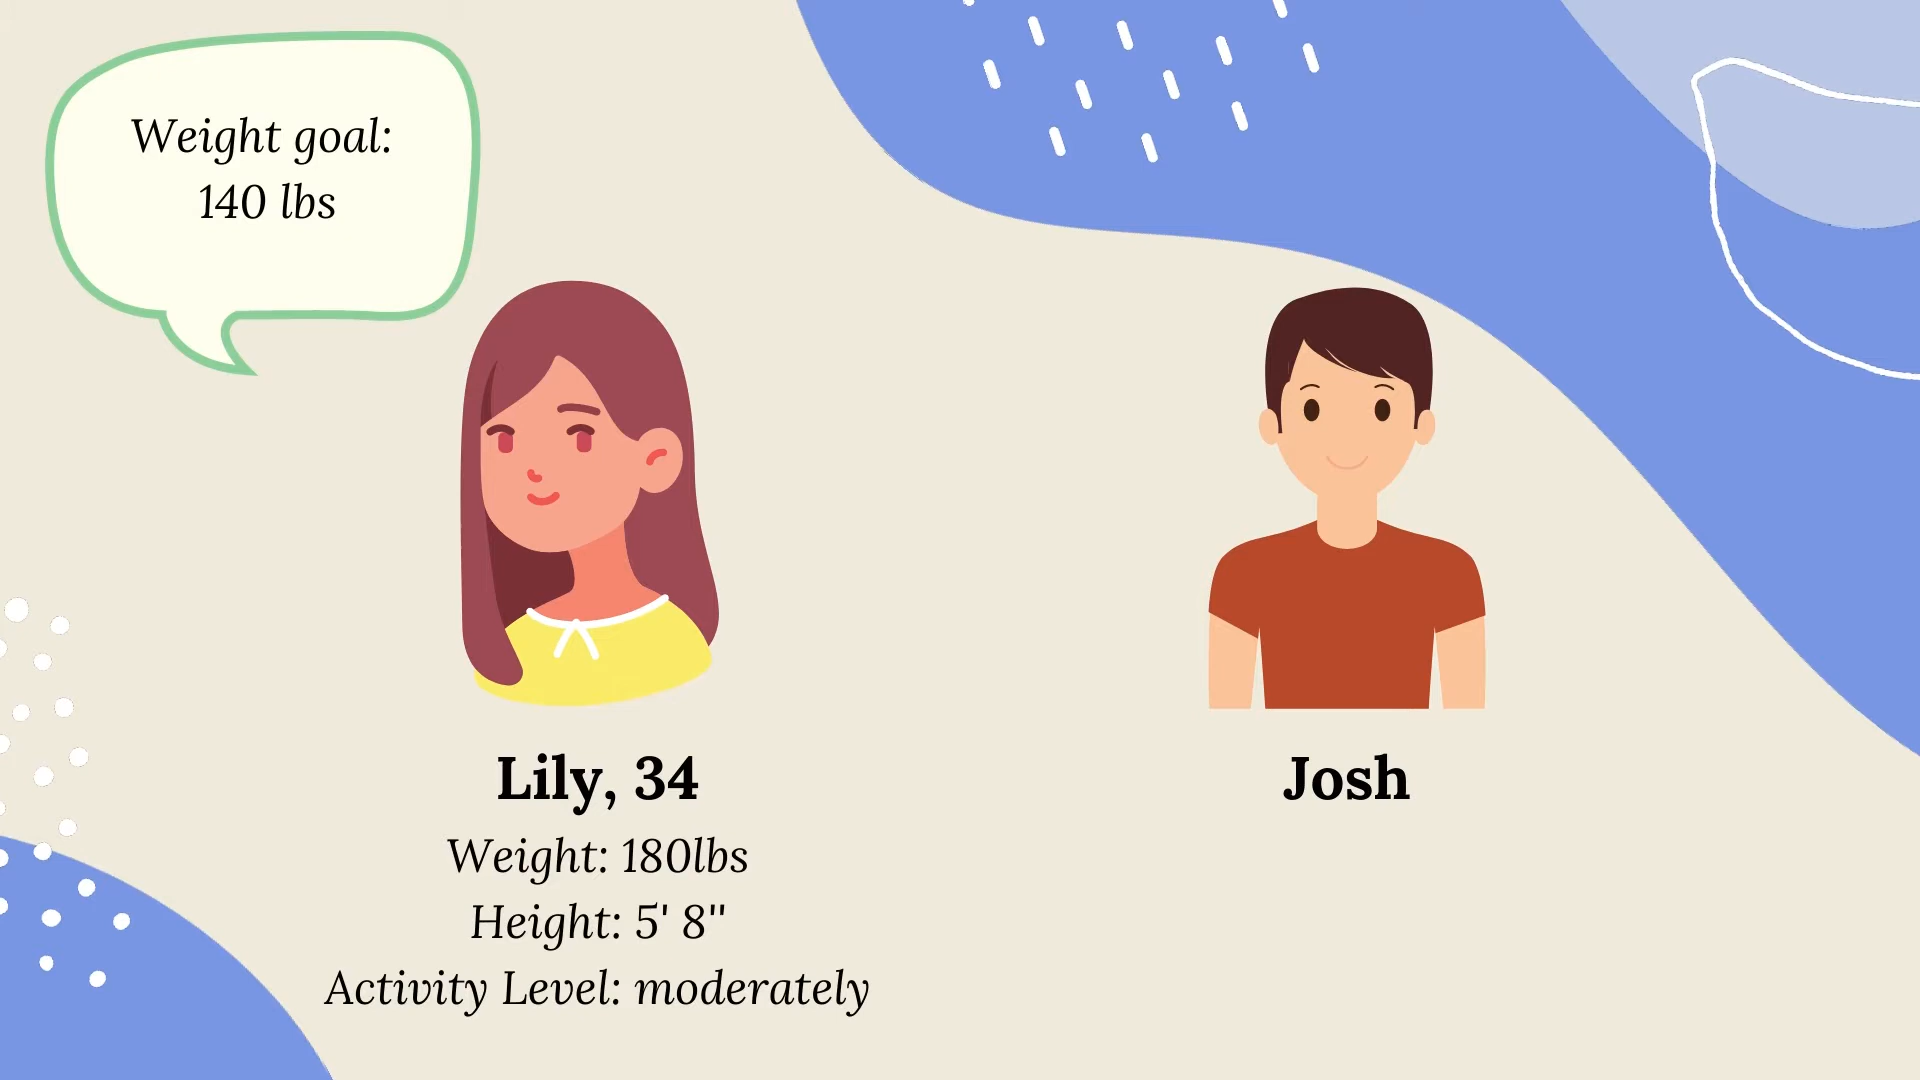 Weight goal:
140 lbs
Lily, 34
Weight: 180lbs
Height: 5' 8"
Activity Level: moderately
Josh